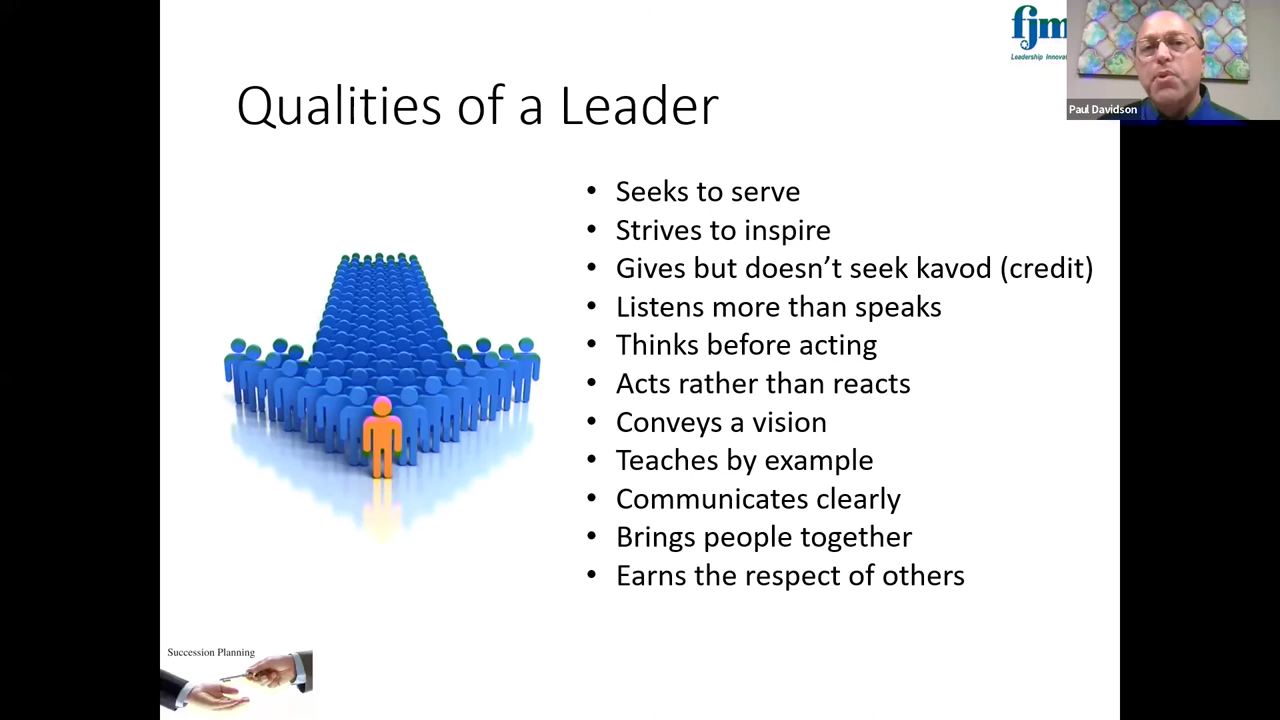 fjm
Leadership Innovat
Paul Davidson
Qualities of a Leader
• Seeks to serve
• Strives to inspire
• Gives but doesn’t seek kavod (credit)
• Listens more than speaks
• Thinks before acting
• Acts rather than reacts
• Conveys a vision
• Teaches by example
• Communicates clearly
• Brings people together
• Earns the respect of others
Succession Planning